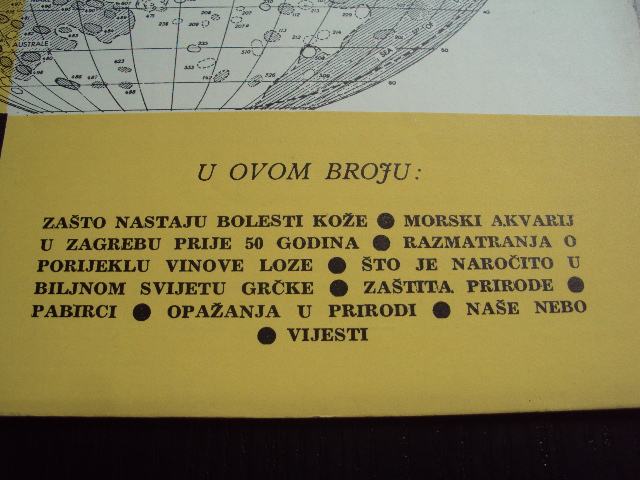 AUSTRALE
U OVOM BROJU:
ZAŠTO NASTAJU BOLESTI KOŽE ● MORSKI AKVARIJ
U ZAGREBU PRIJE 50 GODINA ● RAZMATRANJA O
PORIJEKLU VINOVE LOZE ● ŠTO JE NAROČITO U
BILJNOM SVIJETU GRČKE ● ZAŠTITA PRIRODE ●
PABIRCI ● OPAŽANJA U PRIRODI ● NAŠE NEBO
● VIJESTI